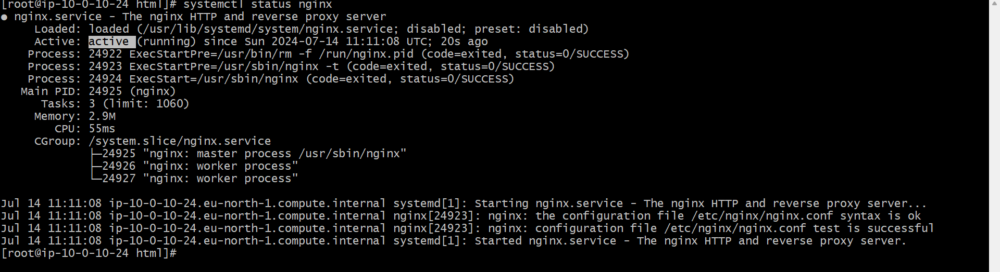 [root@ip-10-0-10-24 html]# systemctl status nginx
● nginx.service - The nginx HTTP and reverse proxy server
     Loaded: loaded (/usr/lib/systemd/system/nginx.service; disabled; preset: disabled)
     Active: active (running) since Sun 2024-07-14 11:11:08 UTC; 20s ago
    Process: 24922 ExecStartPre=/usr/bin/rm -f /run/nginx.pid (code=exited, status=0/SUCCESS)
    Process: 24923 ExecStartPre=/usr/sbin/nginx -t (code=exited, status=0/SUCCESS)
    Process: 24924 ExecStart=/usr/sbin/nginx (code=exited, status=0/SUCCESS)
   Main PID: 24925 (nginx)
      Tasks: 3 (limit: 1060)
     Memory: 2.9M
        CPU: 55ms
     CGroup: /system.slice/nginx.service
             ├─24925 "nginx: master process /usr/sbin/nginx"
             ├─24926 "nginx: worker process"
             └─24927 "nginx: worker process"

Jul 14 11:11:08 ip-10-0-10-24.eu-north-1.compute.internal systemd[1]: Starting nginx.service - The nginx HTTP and reverse proxy server...
Jul 14 11:11:08 ip-10-0-10-24.eu-north-1.compute.internal nginx[24923]: nginx: the configuration file /etc/nginx/nginx.conf syntax is ok
Jul 14 11:11:08 ip-10-0-10-24.eu-north-1.compute.internal nginx[24923]: nginx: configuration file /etc/nginx/nginx.conf test is successful
Jul 14 11:11:08 ip-10-0-10-24.eu-north-1.compute.internal systemd[1]: Started nginx.service - The nginx HTTP and reverse proxy server.
[root@ip-10-0-10-24 html]#